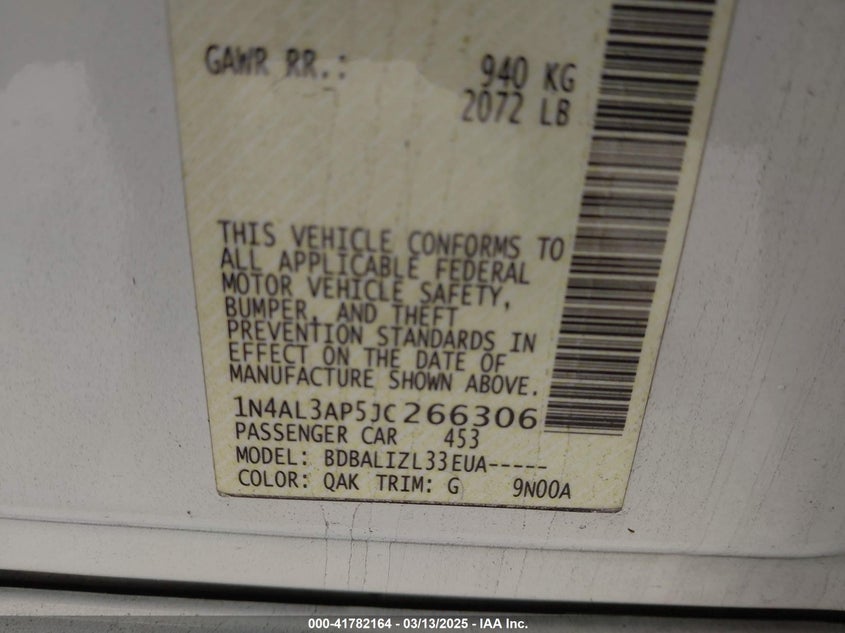 GAWR RR.: 940 KG
2072 LB
THIS VEHICLE CONFORMS TO
ALL APPLICABLE FEDERAL
MOTOR VEHICLE SAFETY,
BUMPER, AND THEFT
PREVENTION STANDARDS IN
EFFECT ON THE DATE OF
MANUFACTURE SHOWN ABOVE.
1N4AL3AP5JC266306
PASSENGER CAR 453
MODEL: BDBALIZL33EUA-----
COLOR: QAK TRIM: G 9N00A
000-41782164 - 03/13/2025 - IAA Inc.